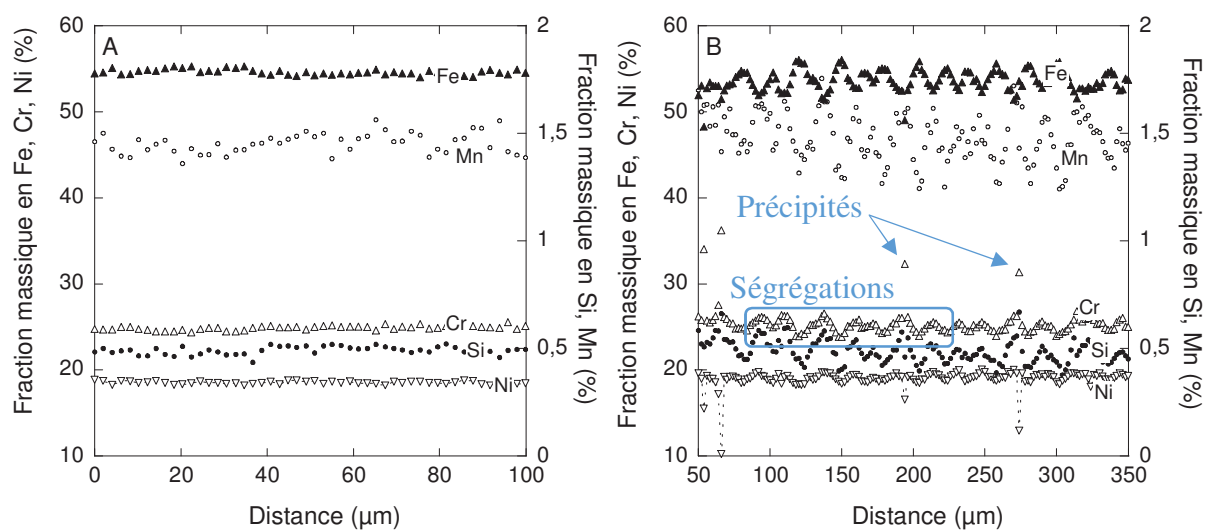 Fraction massique en Fe, Cr, Ni (%)
60
50
40
30
20
10
A
Fe
Mn
Cr
Si
Ni
2
1,5
1
0,5
0
Fraction massique en Si, Mn (%)
0 20 40 60 80 100
Distance (µm)
Fraction massique en Fe, Cr, Ni (%)
60
50
40
30
20
10
B
Fe
Mn
Précipités
Ségrégations
Cr
Si
Ni
2
1,5
1
0,5
0
Fraction massique en Si, Mn (%)
50 100 150 200 250 300 350
Distance (µm)